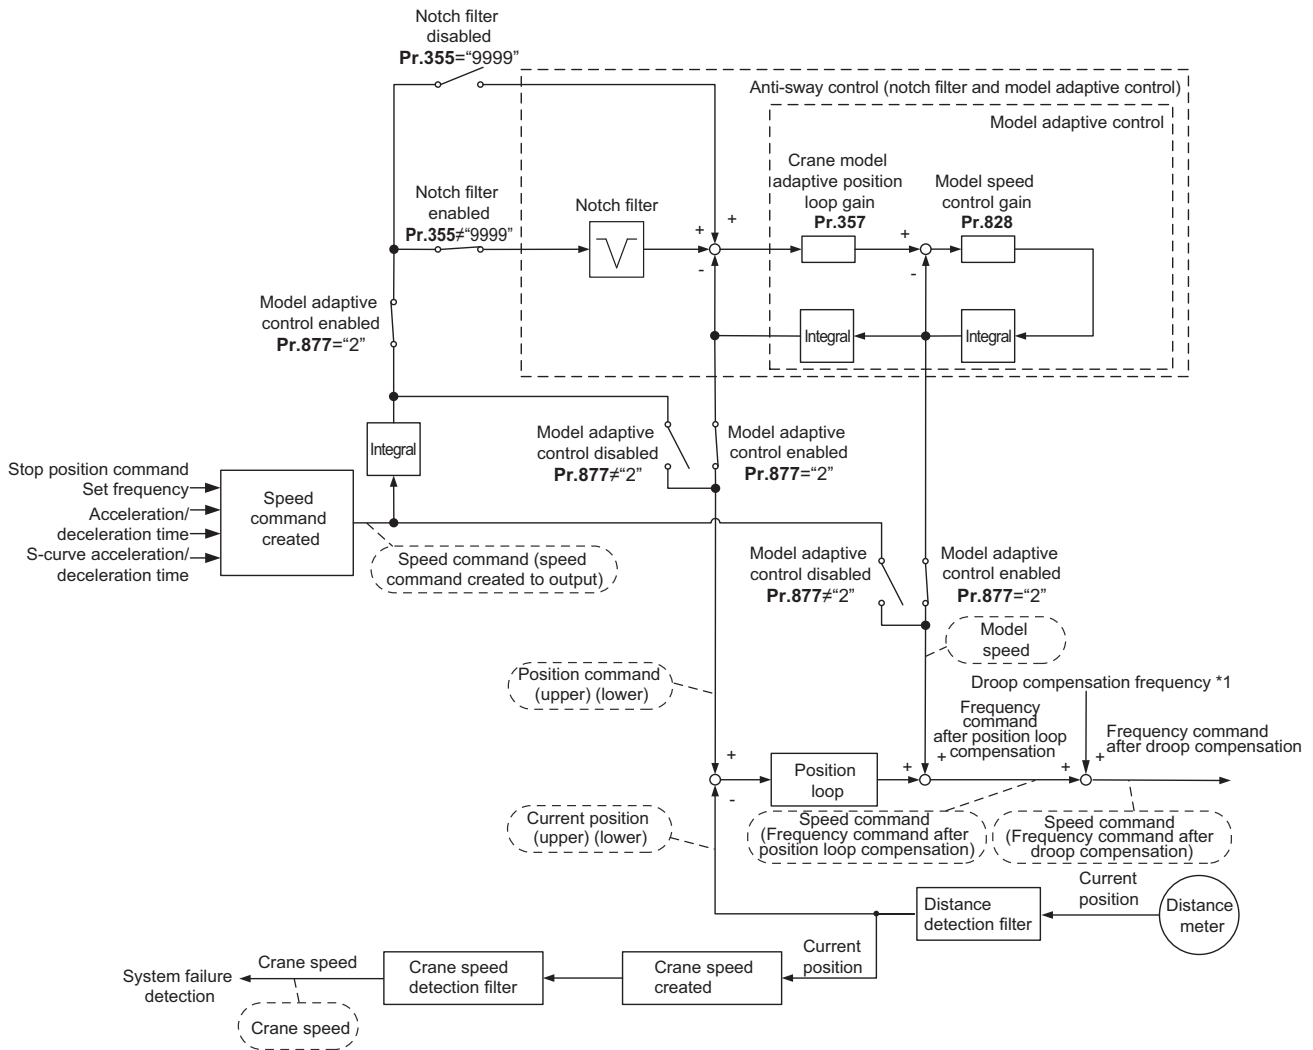 Notch filter
disabled
Pr.355=“9999”
Anti-sway control (notch filter and model adaptive control)
Model adaptive control
Crane model
adaptive position
loop gain
Pr.357
Model speed
control gain
Pr.828
Notch filter
enabled
Pr.355≠“9999”
Notch filter
+
+
-
+
-
Model adaptive
control enabled
Pr.877=“2”
Integral
Integral
Integral
Model adaptive
control disabled
Pr.877≠“2”
Model adaptive
control enabled
Pr.877=“2”
Stop position command
Set frequency
Acceleration/
deceleration time
S-curve acceleration/
deceleration time
Speed
command
created
Speed command (speed
command created to output)
Model adaptive
control disabled
Pr.877≠“2”
Model adaptive
control enabled
Pr.877=“2”
Model
speed
Position command
(upper) (lower)
Droop compensation frequency *1
Frequency
command
after position loop
compensation
Frequency command
after droop compensation
+
-
Position
loop
+
+
+
+
Current position
(upper) (lower)
Speed command
(Frequency command after
position loop compensation)
Speed command
(Frequency command after
droop compensation)
Distance
detection filter
Current
position
Distance
meter
System failure
detection
Crane speed
Crane speed
detection filter
Crane speed
created
Current
position
Crane speed